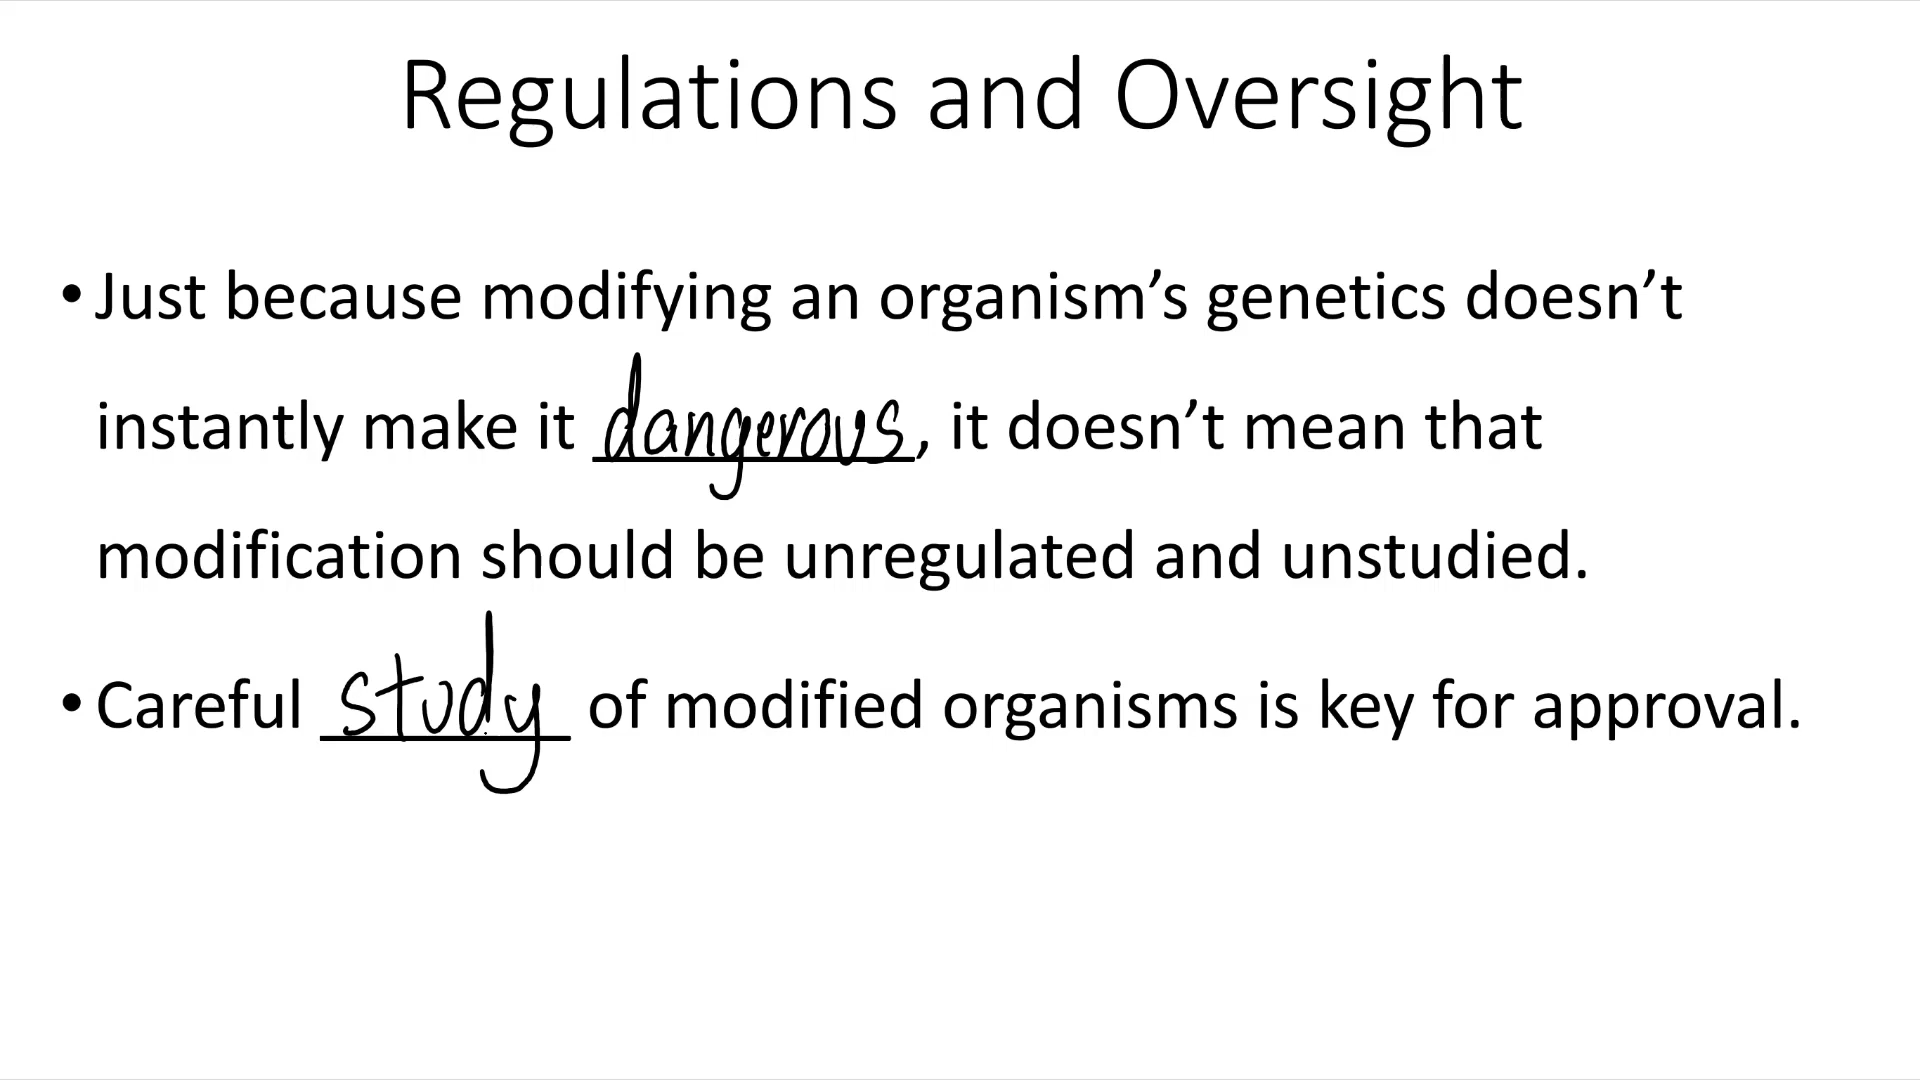 Regulations and Oversight
• Just because modifying an organism’s genetics doesn’t
instantly make it dangerous, it doesn’t mean that
modification should be unregulated and unstudied.
• Careful study of modified organisms is key for approval.